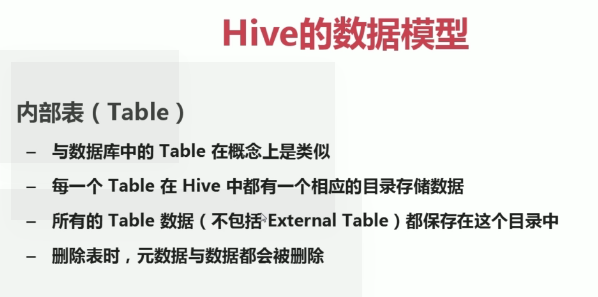 Hive的数据模型
内部表（Table）
– 与数据库中的 Table 在概念上是类似
– 每一个 Table 在 Hive 中都有一个相应的目录存储数据
– 所有的 Table 数据（不包括 External Table）都保存在这个目录中
– 删除表时，元数据与数据都会被删除